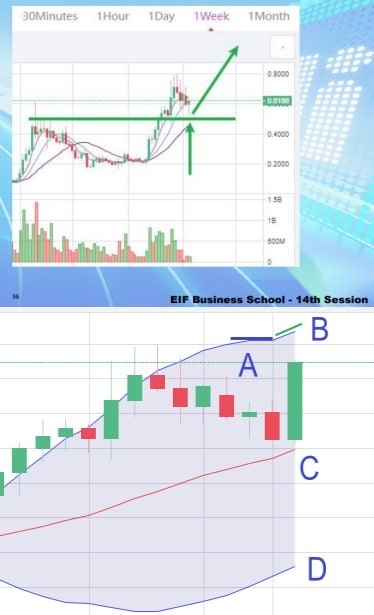 30Minutes 1Hour 1Day 1Week 1Month
0.8000
0.6186
0.4000
0.2000
1.5B
1B
500M
0
36
EIF Business School - 14th Session
B
A
C
D